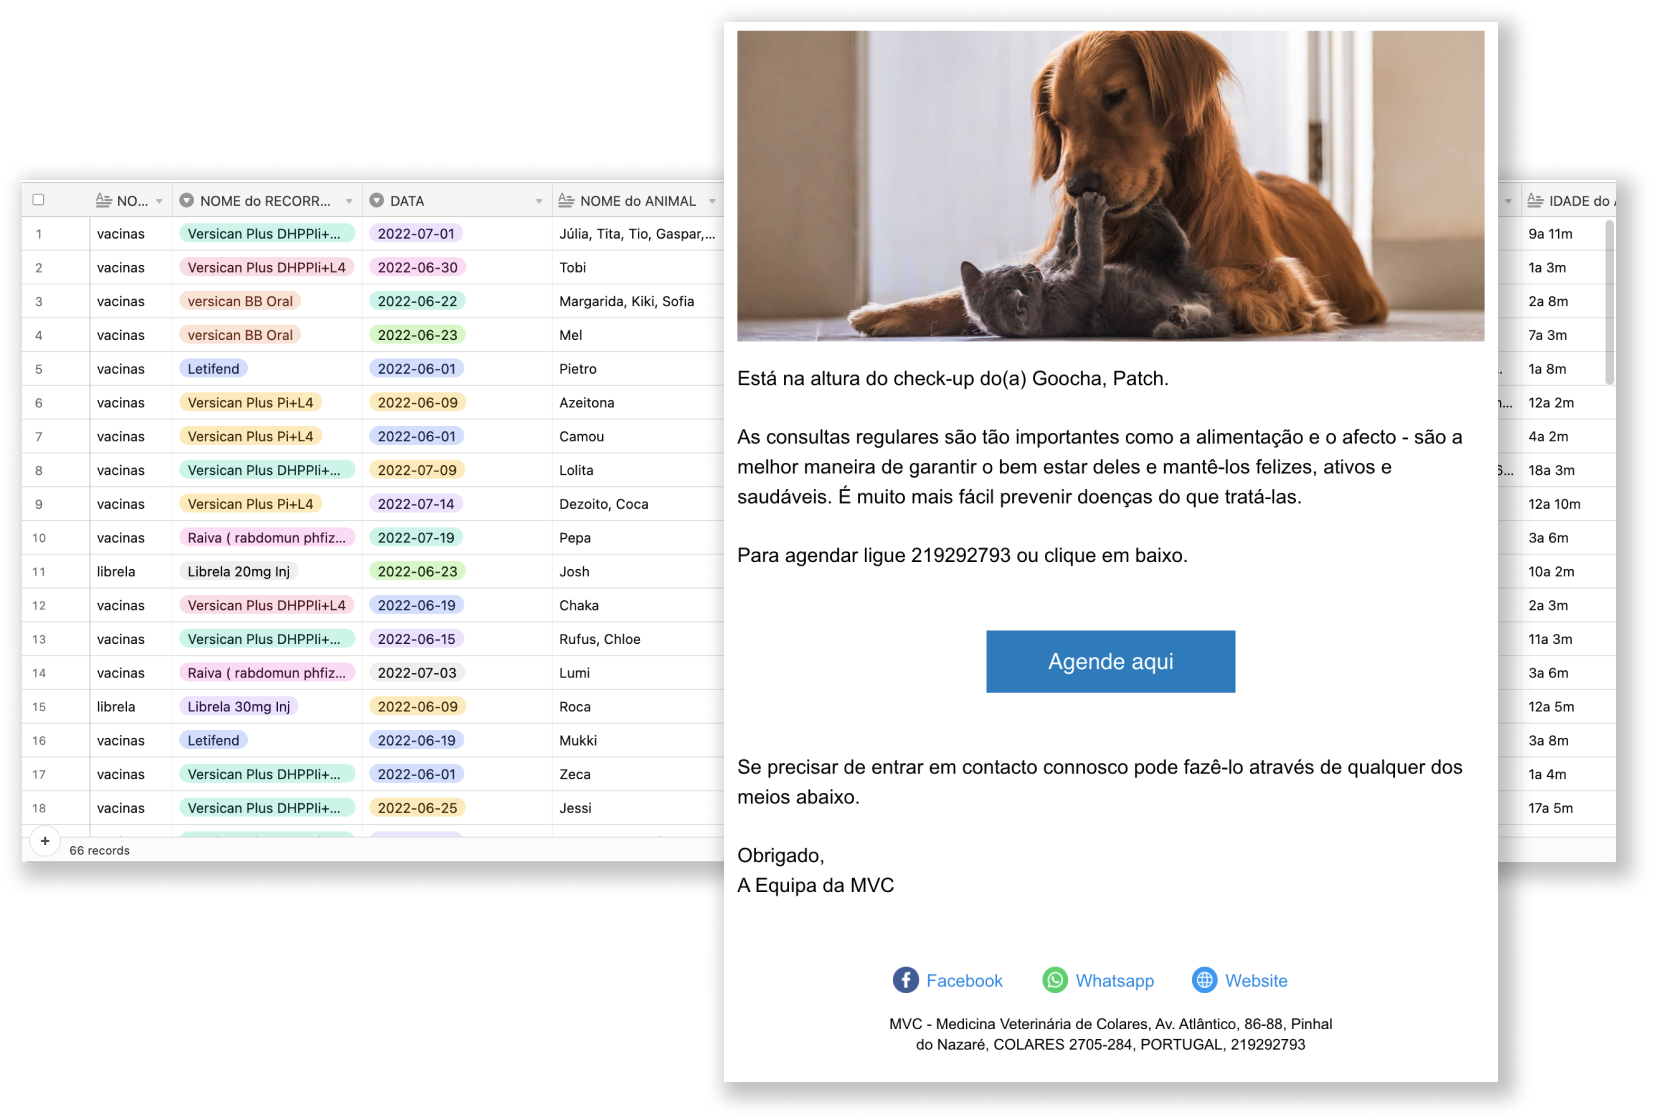 NO... NOME do RECORR... DATA NOME do ANIMAL IDADE do A
1 vacinas Versican Plus DHPPli+... 2022-07-01 Júlia, Tita, Tio, Gaspar,... 9a 11m
2 vacinas Versican Plus DHPPli+L4 2022-06-30 Tobi 1a 3m
3 vacinas versican BB Oral 2022-06-22 Margarida, Kiki, Sofia 2a 8m
4 vacinas versican BB Oral 2022-06-23 Mel 7a 3m
5 vacinas Letifend 2022-06-01 Pietro 1a 8m
6 vacinas Versican Plus Pi+L4 2022-06-09 Azeitona 12a 2m
7 vacinas Versican Plus Pi+L4 2022-06-01 Camou 4a 2m
8 vacinas Versican Plus DHPPli+... 2022-07-09 Lolita 18a 3m
9 vacinas Versican Plus Pi+L4 2022-07-14 Dezoito, Coca 12a 10m
10 vacinas Raiva ( rabdomun phfiz... 2022-07-19 Pepa 3a 6m
11 librela Librela 20mg Inj 2022-06-23 Josh 10a 2m
12 vacinas Versican Plus DHPPli+L4 2022-06-19 Chaka 2a 3m
13 vacinas Versican Plus DHPPli+... 2022-06-15 Rufus, Chloe 11a 3m
14 vacinas Raiva ( rabdomun phfiz... 2022-07-03 Lumi 3a 6m
15 librela Librela 30mg Inj 2022-06-09 Roca 12a 5m
16 vacinas Letifend 2022-06-19 Mukki 3a 8m
17 vacinas Versican Plus DHPPli+... 2022-06-01 Zeca 1a 4m
18 vacinas Versican Plus DHPPli+... 2022-06-25 Jessi 17a 5m
+
66 records
Está na altura do check-up do(a) Goocha, Patch.
As consultas regulares são tão importantes como a alimentação e o afecto - são a
melhor maneira de garantir o bem estar deles e mantê-los felizes, ativos e
saudáveis. É muito mais fácil prevenir doenças do que tratá-las.
Para agendar ligue 219292793 ou clique em baixo.
Agende aqui
Se precisar de entrar em contacto connosco pode fazê-lo através de qualquer dos
meios abaixo.
Obrigado,
A Equipa da MVC
Facebook Whatsapp Website
MVC - Medicina Veterinária de Colares, Av. Atlântico, 86-88, Pinhal
do Nazaré, COLARES 2705-284, PORTUGAL, 219292793